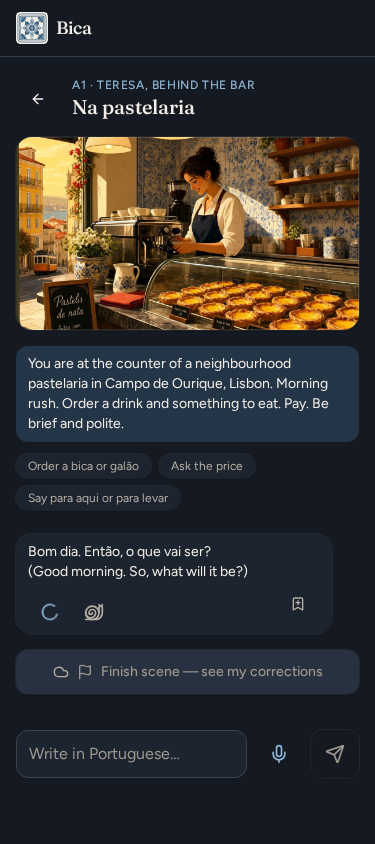 Bica
A1 · TERESA, BEHIND THE BAR
Na pastelaria
Pastéis
de nata
You are at the counter of a neighbourhood
pastelaria in Campo de Ourique, Lisbon. Morning
rush. Order a drink and something to eat. Pay. Be
brief and polite.
Order a bica or galão
Ask the price
Say para aqui or para levar
Bom dia. Então, o que vai ser?
(Good morning. So, what will it be?)
Finish scene — see my corrections
Write in Portuguese...